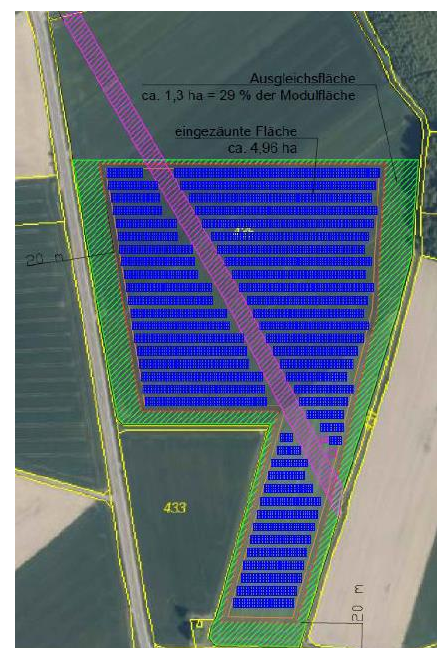 Ausgleichsfläche
ca. 1,3 ha = 29 % der Modulfläche
eingezäunte Fläche
ca. 4,96 ha
20 m
433
20 m